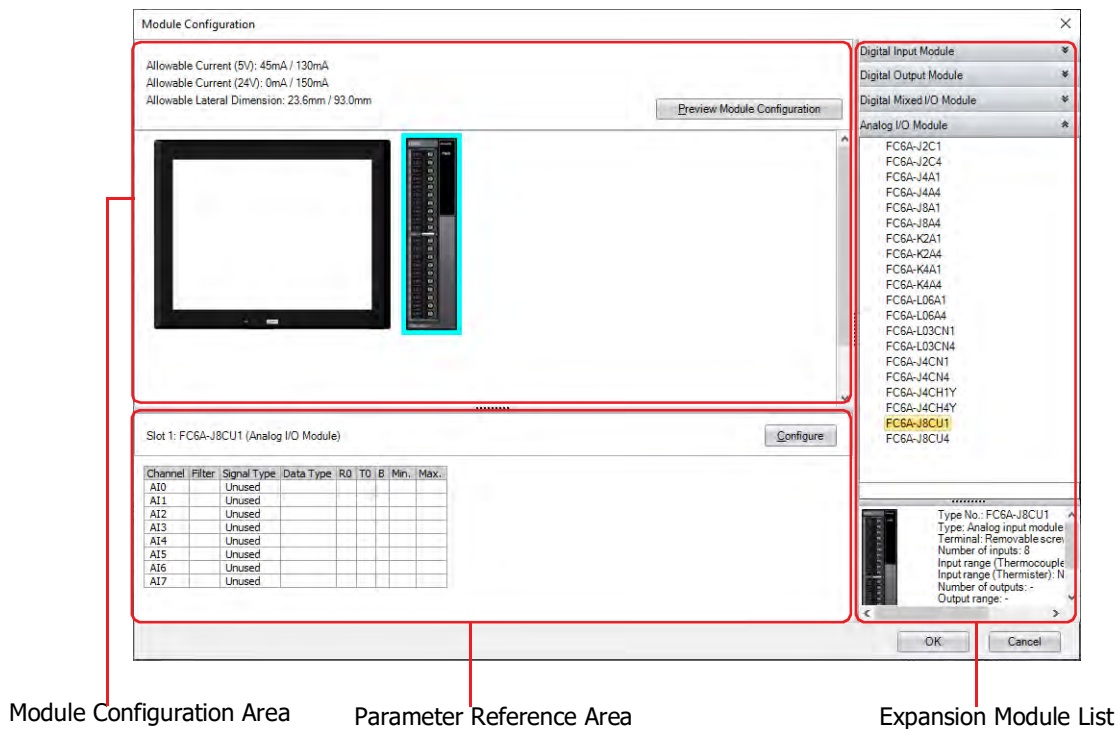 Module Configuration
Allowable Current (5V): 45mA / 130mA
Allowable Current (24V): 0mA / 150mA
Allowable Lateral Dimension: 23.6mm / 93.0mm
Preview Module Configuration
Digital Input Module
Digital Output Module
Digital Mixed I/O Module
Analog I/O Module
FC6A-J2C1
FC6A-J2C4
FC6A-J4A1
FC6A-J4A4
FC6A-J8A1
FC6A-J8A4
FC6A-K2A1
FC6A-K2A4
FC6A-K4A1
FC6A-K4A4
FC6A-L06A1
FC6A-L06A4
FC6A-L03CN1
FC6A-L03CN4
FC6A-J4CN1
FC6A-J4CN4
FC6A-J4CH1Y
FC6A-J4CH4Y
FC6A-J8CU1
FC6A-J8CU4
Slot 1: FC6A-J8CU1 (Analog I/O Module)
Configure
Channel Filter Signal Type Data Type R0 T0 B Min. Max.
AI0 Unused
AI1 Unused
AI2 Unused
AI3 Unused
AI4 Unused
AI5 Unused
AI6 Unused
AI7 Unused
Type No.: FC6A-J8CU1
Type: Analog input module
Terminal: Removable screw
Number of inputs: 8
Input range (Thermocouple
Input range (Thermister): N
Number of outputs: -
Output range: -
OK Cancel
Module Configuration Area
Parameter Reference Area
Expansion Module List